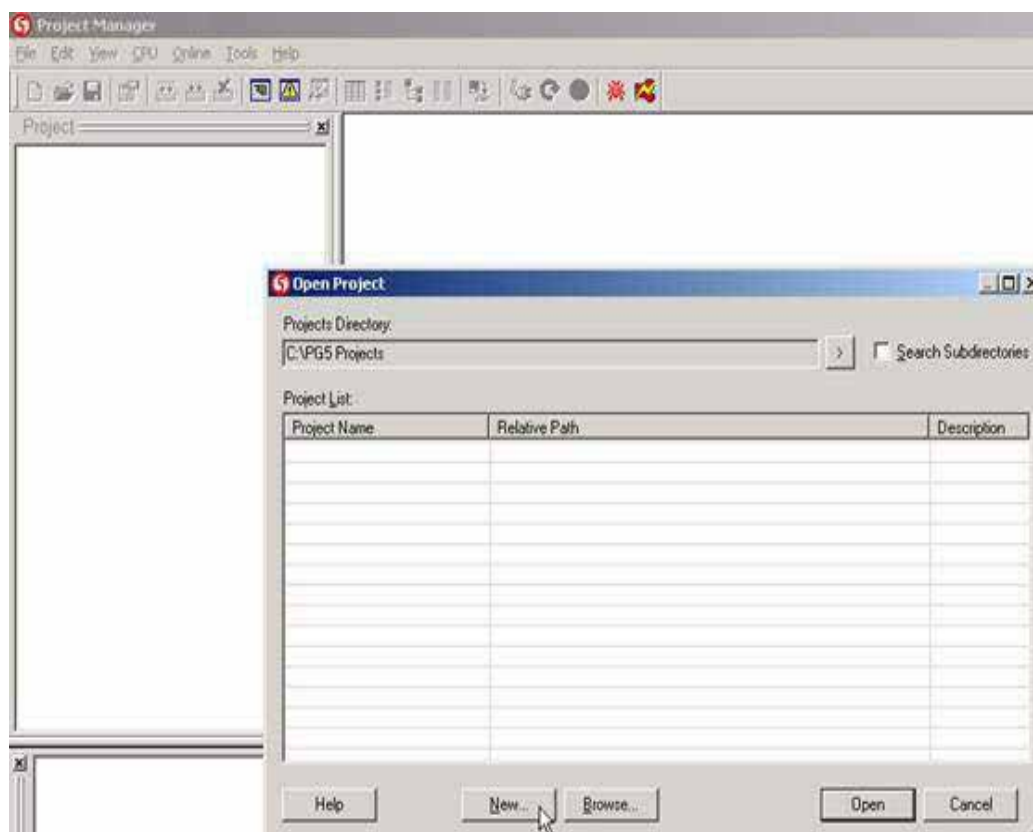 Project Manager
File Edit View CPU Online Tools Help
Project
Open Project
Projects Directory:
C:\PG5 Projects
Search Subdirectories
Project List:
Project Name Relative Path Description
Help New... Browse... Open Cancel